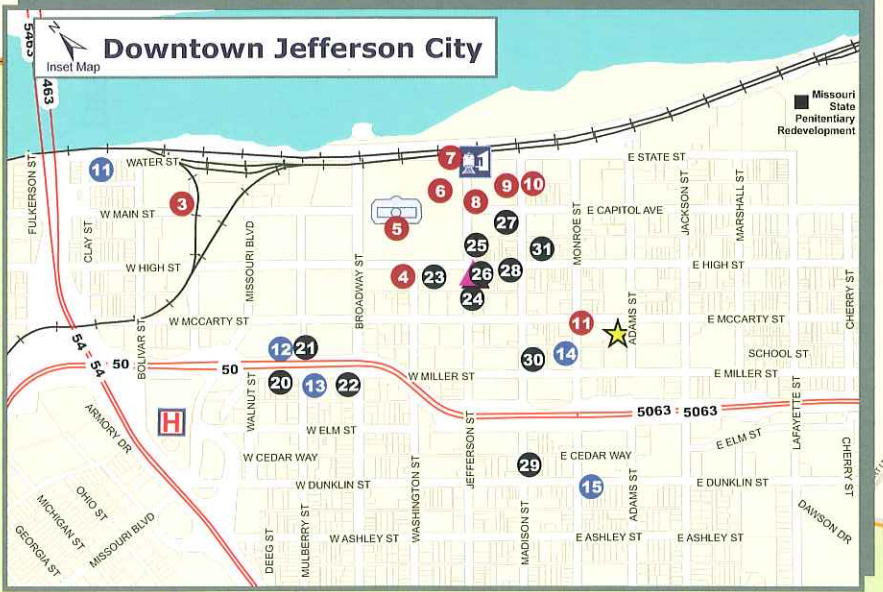 5463
463
N
Inset Map
Downtown Jefferson City
Missouri
State
Penitentiary
Redevelopment
FULKERSON ST
11
WATER ST
7
E STATE ST
3
6
8
9
10
W MAIN ST
5
27
E CAPITOL AVE
JACKSON ST
MARSHALL ST
CLAY ST
MISSOURI BLVD
25
31
MONROE ST
W HIGH ST
BROADWAY ST
4
23
26
28
E HIGH ST
24
ADAMS ST
CHERRY ST
W MCCARTY ST
11
E MCCARTY ST
BOLIVAR ST
54
54
12
21
30
14
SCHOOL ST
50
50
20
13
22
W MILLER ST
E MILLER ST
WALNUT ST
LAFAYETTE ST
ARMORY DR
H
W ELM ST
JEFFERSON ST
5063
5063
E ELM ST
W CEDAR WAY
29
E CEDAR WAY
CHERRY ST
W DUNKLIN ST
15
ADAMS ST
E DUNKLIN ST
WASHINGTON ST
OHIO ST
MICHIGAN ST
GEORGIA ST
MISSOURI BLVD
DEEG ST
MULBERRY ST
W ASHLEY ST
MADISON ST
E ASHLEY ST
E ASHLEY ST
DAWSON DR